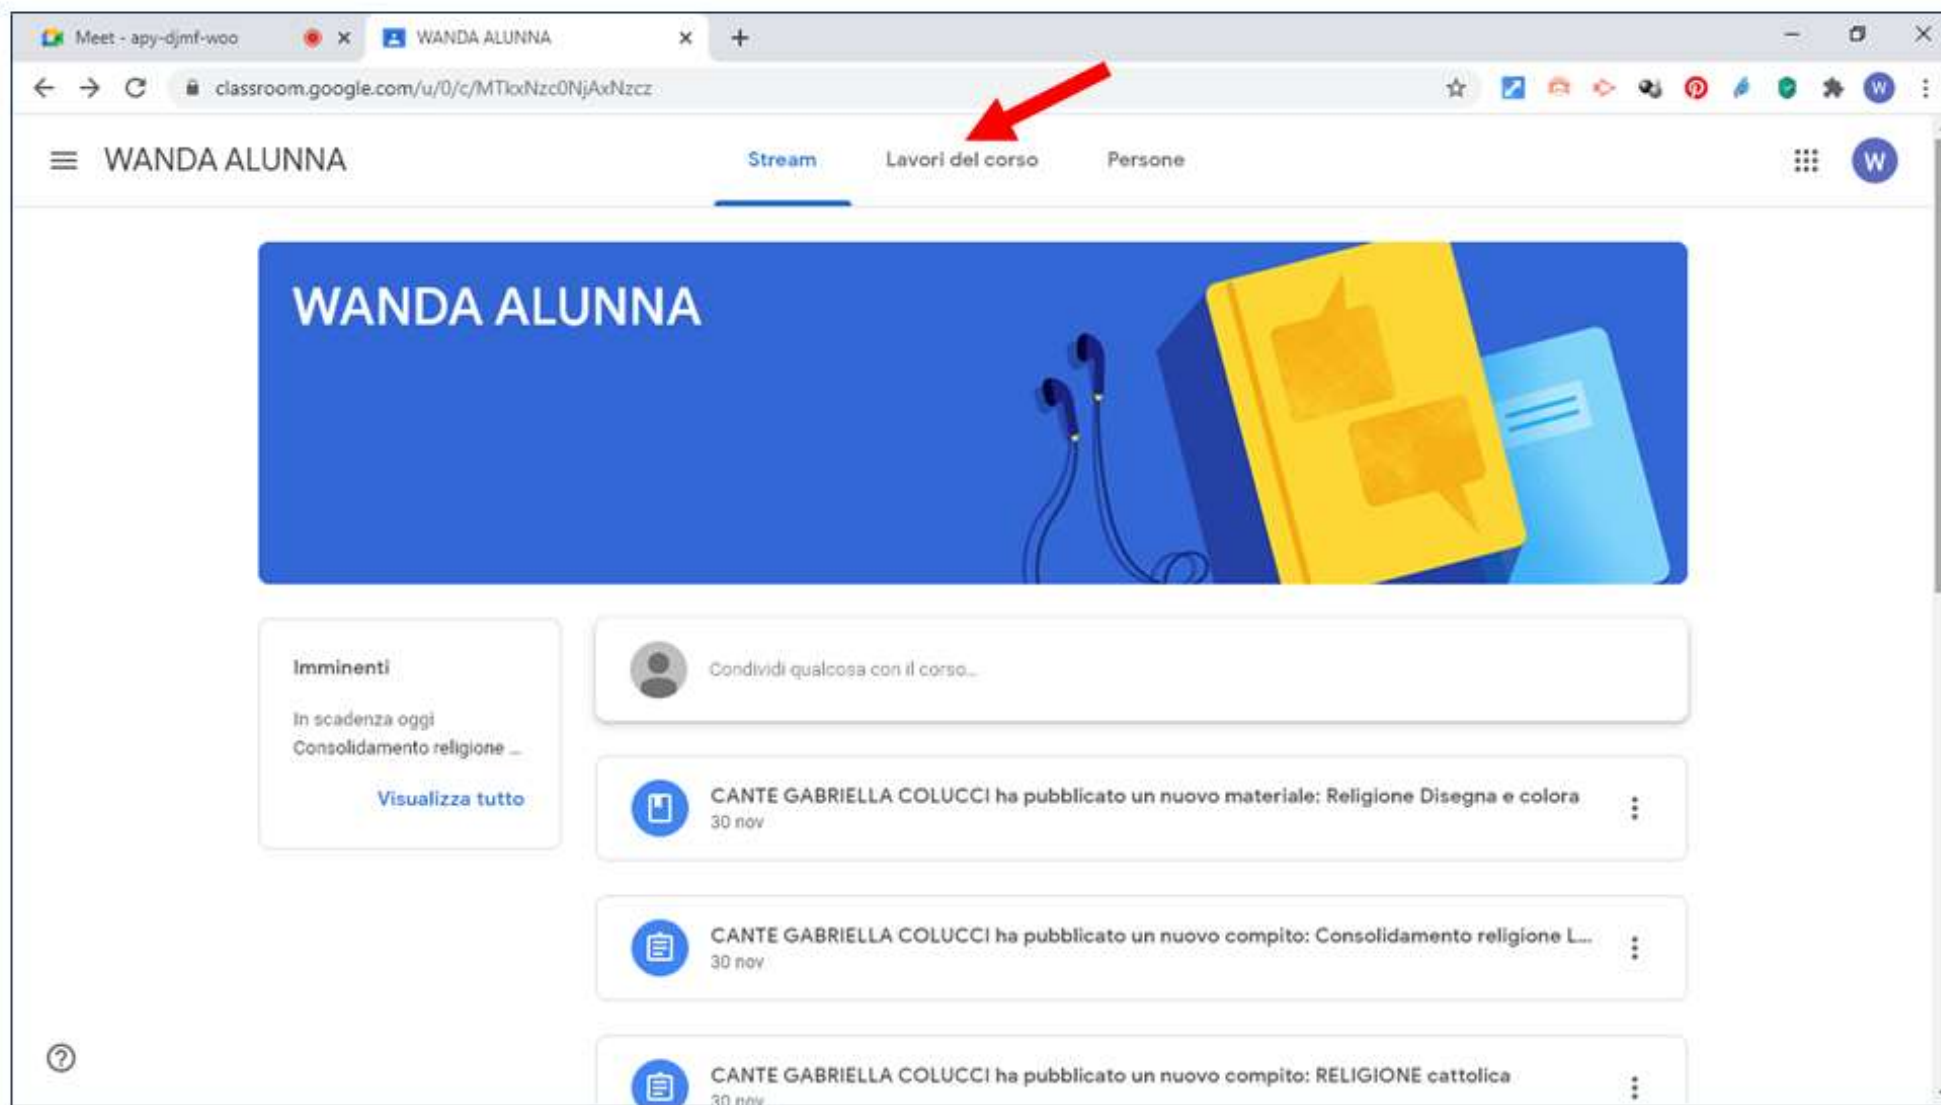 Meet - apy-djmf-woo
WANDA ALUNNA
classroom.google.com/u/0/c/MTkxNzc0NjAxNzcz
W
WANDA ALUNNA
Stream
Lavori del corso
Persone
W
WANDA ALUNNA
Imminenti
In scadenza oggi
Consolidamento religione ...
Visualizza tutto
Condividi qualcosa con il corso...
CANTE GABRIELLA COLUCCI ha pubblicato un nuovo materiale: Religione Disegna e colora
30 nov
CANTE GABRIELLA COLUCCI ha pubblicato un nuovo compito: Consolidamento religione L...
30 nov
CANTE GABRIELLA COLUCCI ha pubblicato un nuovo compito: RELIGIONE cattolica
30 nov